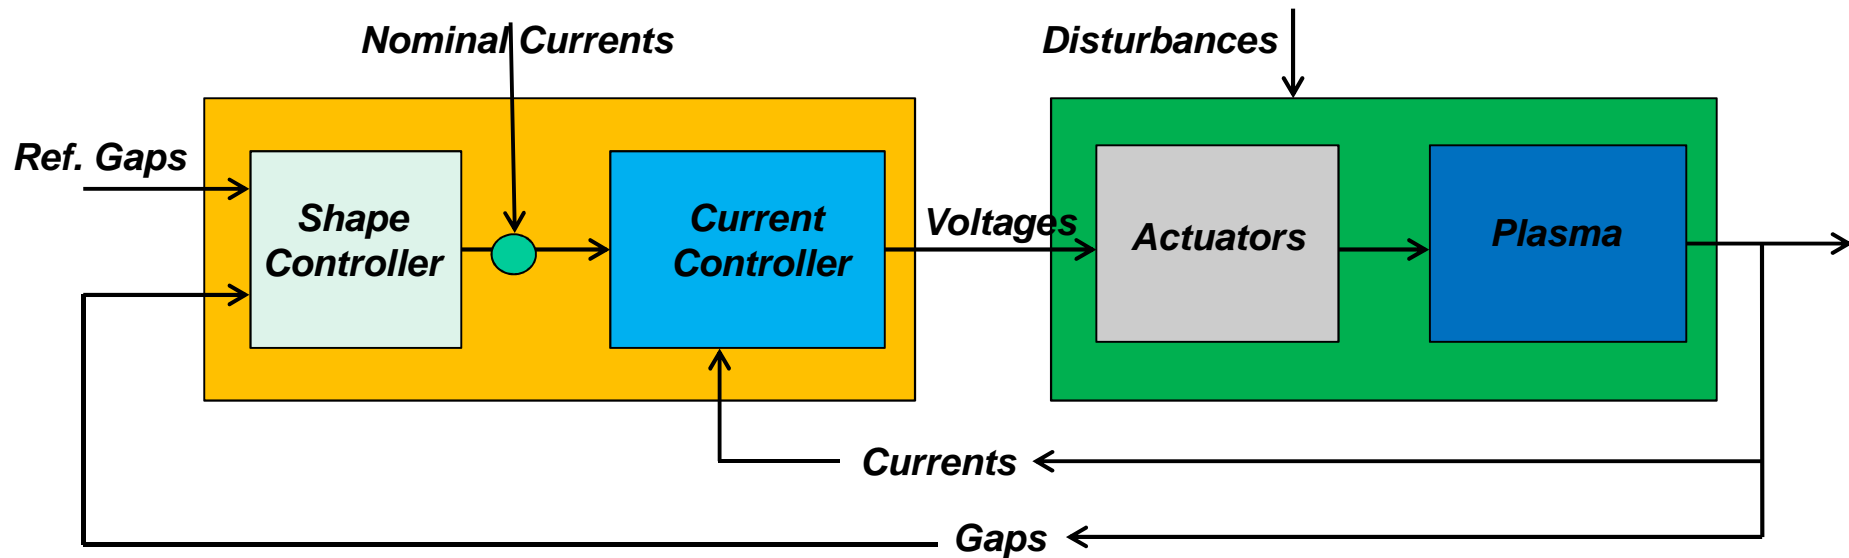 Nominal Currents
Disturbances
Ref. Gaps
Shape
Controller
Current
Controller
Voltages
Actuators
Plasma
Currents
Gaps